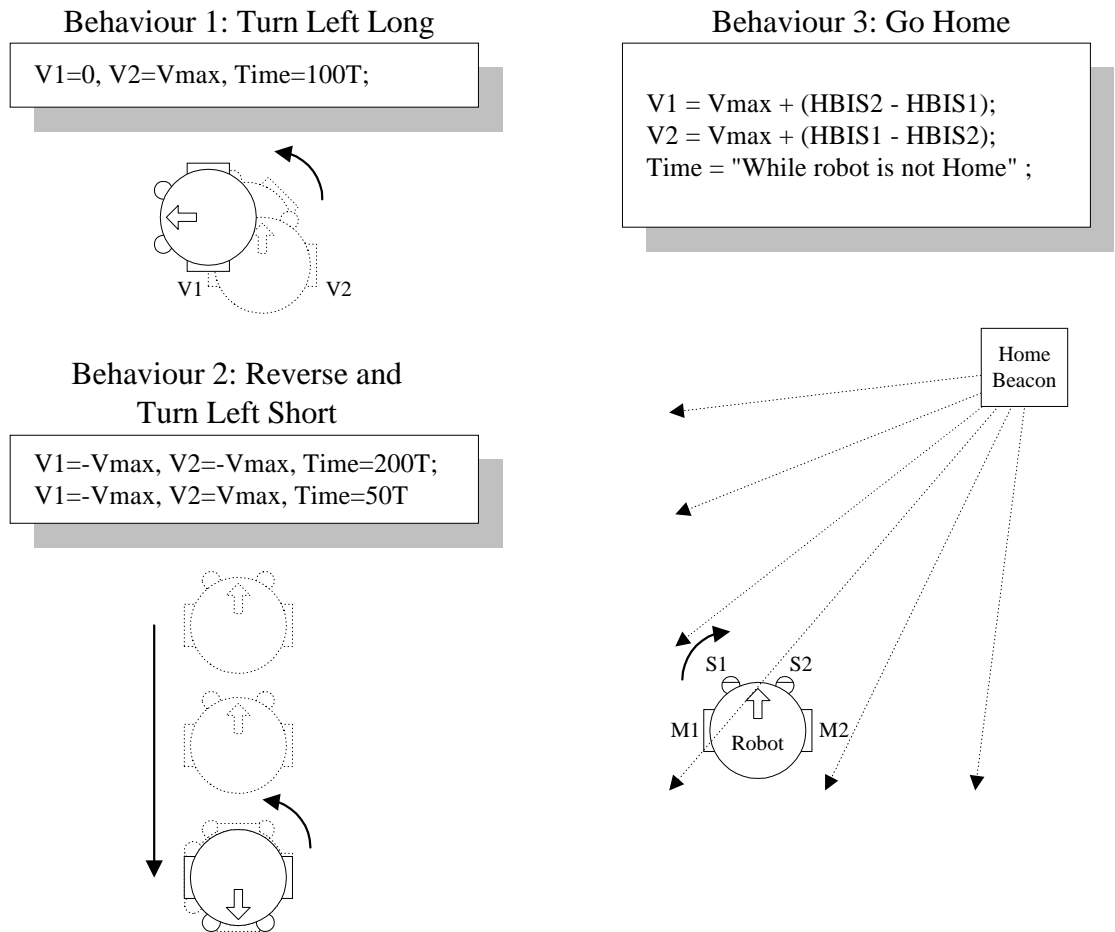 Behaviour 1: Turn Left Long
V1=0, V2=Vmax, Time=100T;
V1
V2
Behaviour 2: Reverse and
Turn Left Short
V1=-Vmax, V2=-Vmax, Time=200T;
V1=-Vmax, V2=Vmax, Time=50T
Behaviour 3: Go Home
V1 = Vmax + (HBIS2 - HBIS1);
V2 = Vmax + (HBIS1 - HBIS2);
Time = "While robot is not Home" ;
Home
Beacon
S1
S2
M1
M2
Robot